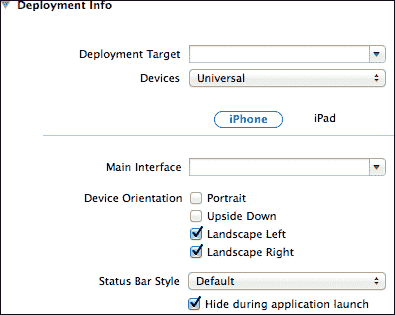 Deployment Info
Deployment Target
Devices Universal
iPhone iPad
Main Interface
Device Orientation Portrait
Upside Down
Landscape Left
Landscape Right
Status Bar Style Default
Hide during application launch